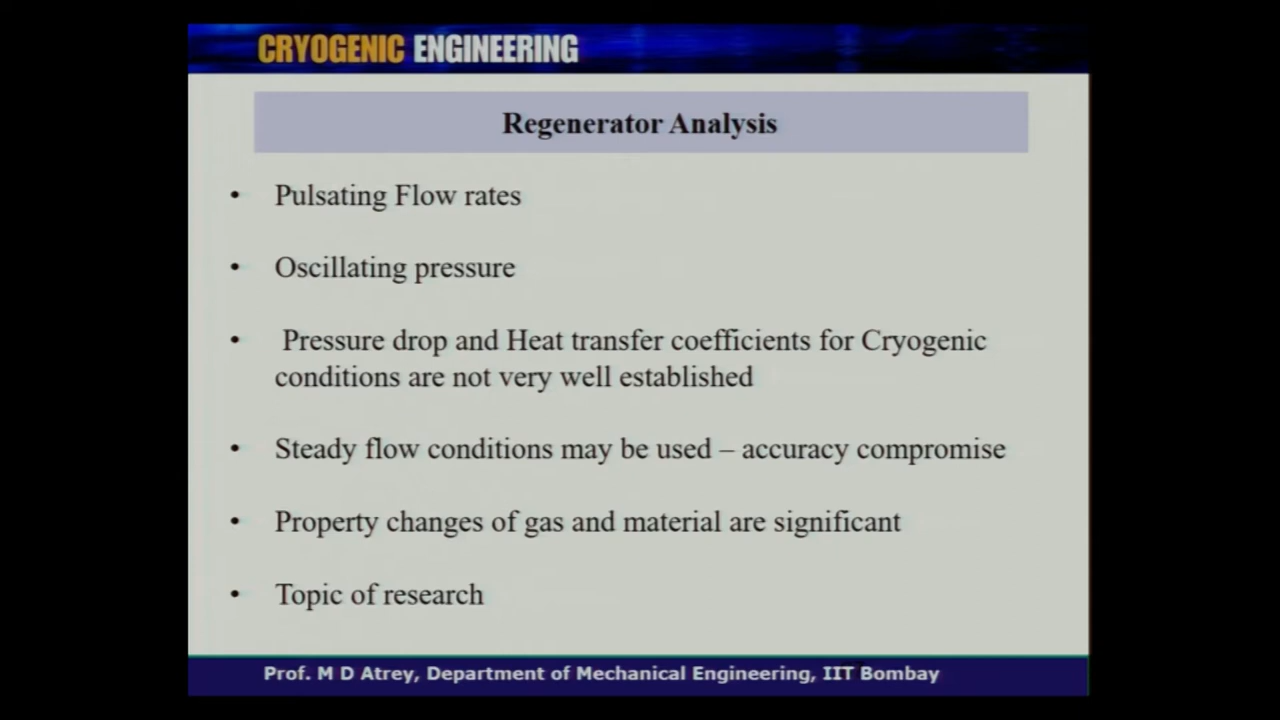 CRYOGENIC ENGINEERING
Regenerator Analysis
• Pulsating Flow rates
• Oscillating pressure
• Pressure drop and Heat transfer coefficients for Cryogenic
conditions are not very well established
• Steady flow conditions may be used – accuracy compromise
• Property changes of gas and material are significant
• Topic of research
Prof. M D Atrey, Department of Mechanical Engineering, IIT Bombay